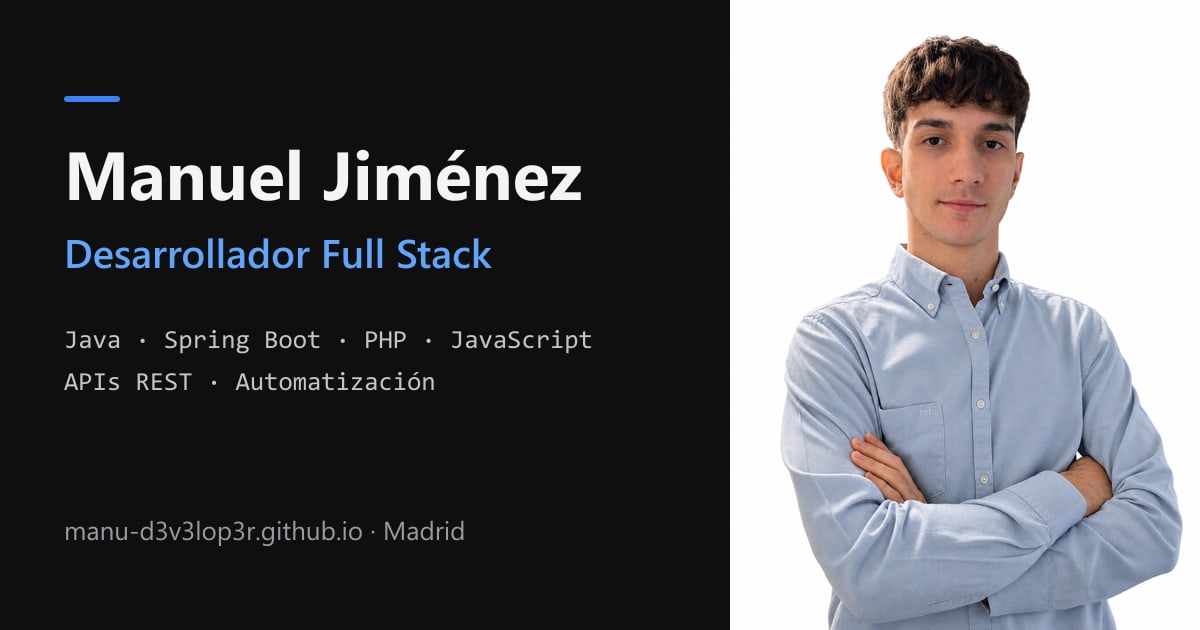 Manuel Jiménez
Desarrollador Full Stack
Java · Spring Boot · PHP · JavaScript
APIs REST · Automatización
manu-d3v3lop3r.github.io · Madrid